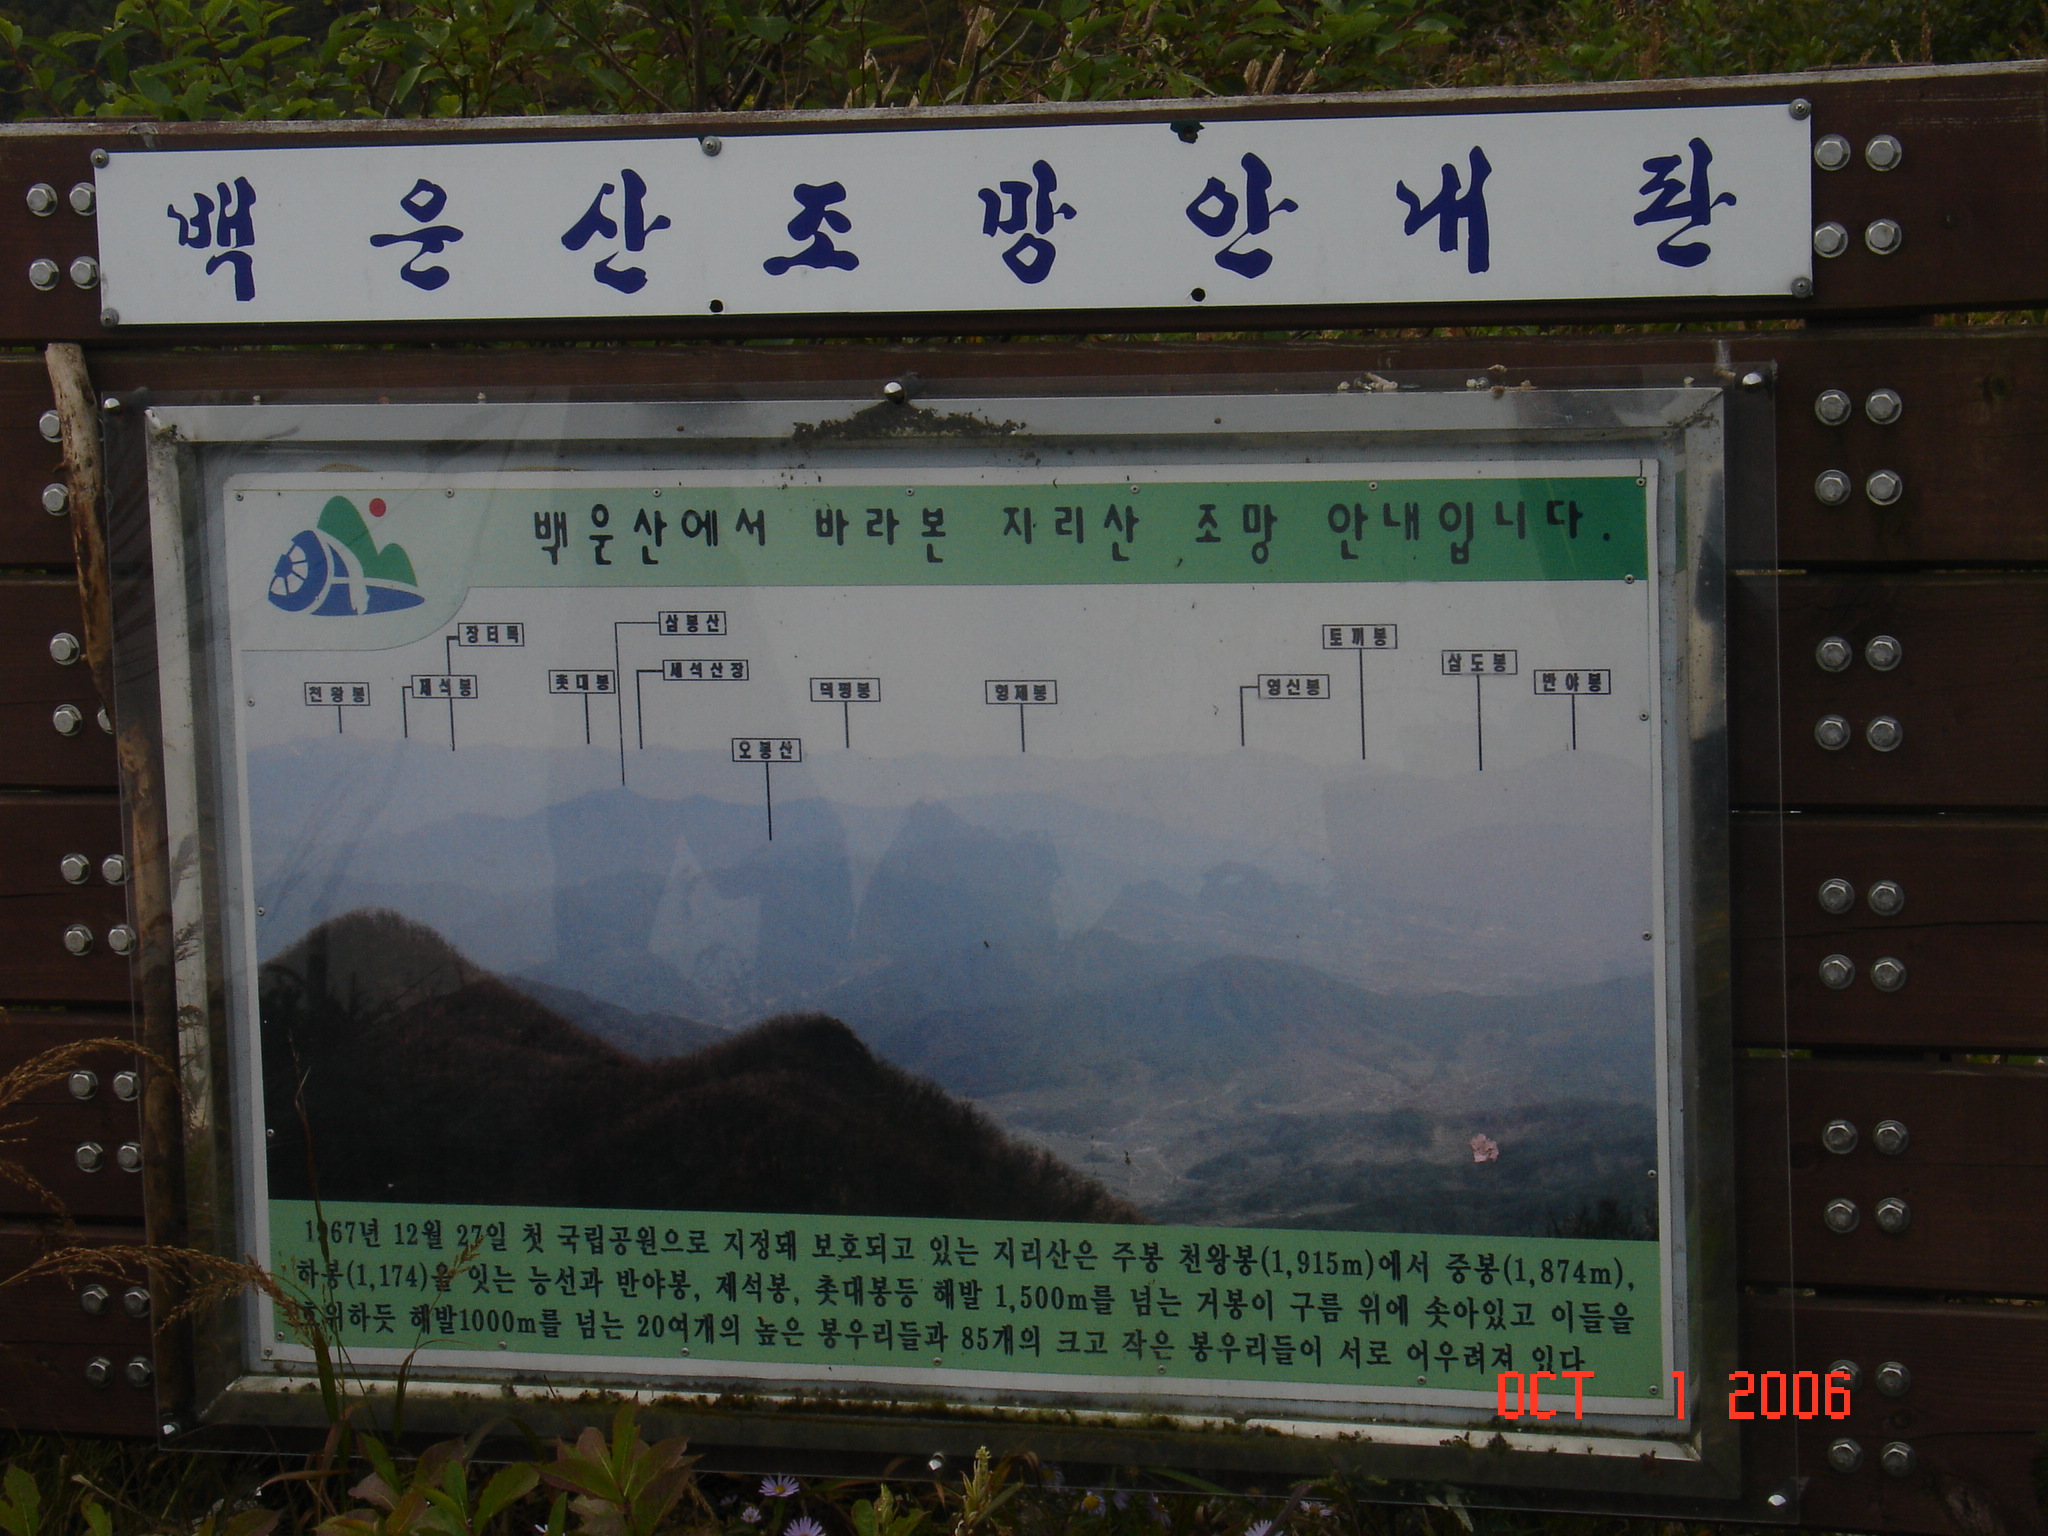 백운산조망안내판
백운산에서 바라본 지리산 조망 안내입니다.
장터목
삼봉산
토끼봉
천왕봉
제석봉
촛대봉
세석산장
덕평봉
형제봉
영신봉
삼도봉
반야봉
오봉산
1967년 12월 27일 첫 국립공원으로 지정돼 보호되고 있는 지리산은 주봉 천왕봉(1,915m)에서 중봉(1,874m),
하봉(1,174)을 잇는 능선과 반야봉, 제석봉, 촛대봉등 해발 1,500m를 넘는 거봉이 구름 위에 솟아있고 이들을
호위하듯 해발1000m를 넘는 20여개의 높은 봉우리들과 85개의 크고 작은 봉우리들이 서로 어우려져 있다
OCT 1 2006